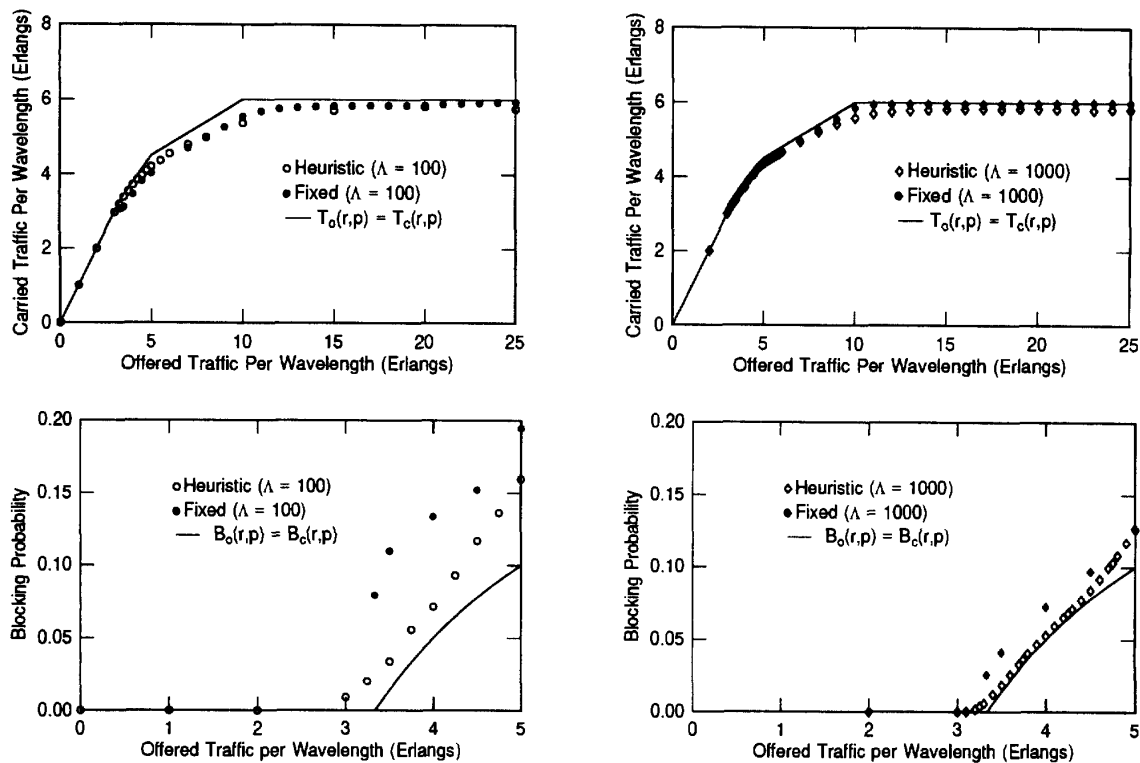 8
6
4
2
0
Carried Traffic Per Wavelength (Erlangs)
○ Heuristic (Λ = 100)
● Fixed (Λ = 100)
— T₀(r,p) = T_c(r,p)
0 5 10 15 20 25
Offered Traffic Per Wavelength (Erlangs)
8
6
4
2
0
Carried Traffic Per Wavelength (Erlangs)
◇ Heuristic (Λ = 1000)
◆ Fixed (Λ = 1000)
— T₀(r,p) = T_c(r,p)
0 5 10 15 20 25
Offered Traffic Per Wavelength (Erlangs)
0.20
0.15
0.10
0.05
0.00
Blocking Probability
○ Heuristic (Λ = 100)
● Fixed (Λ = 100)
— B₀(r,p) = B_c(r,p)
0 1 2 3 4 5
Offered Traffic per Wavelength (Erlangs)
0.20
0.15
0.10
0.05
0.00
Blocking Probability
◇ Heuristic (Λ = 1000)
◆ Fixed (Λ = 1000)
— B₀(r,p) = B_c(r,p)
0 1 2 3 4 5
Offered Traffic per Wavelength (Erlangs)